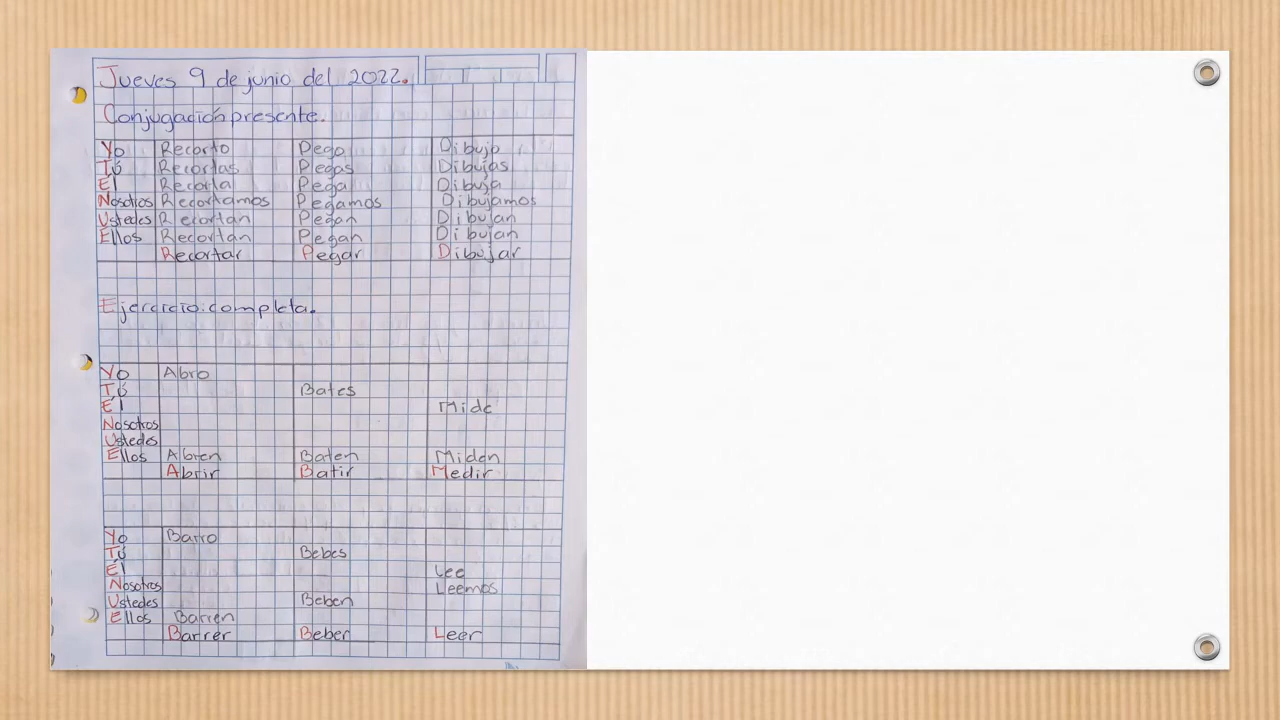 Jueves 9 de junio del 2022.
Conjugación presente.
Yo Recorto Pego Dibujo
Tú Recortas Pegas Dibujas
Él Recorta Pega Dibuja
Nosotros Recortamos Pegamos Dibujamos
Ustedes Recortan Pegan Dibujan
Ellos Recortan Pegan Dibujan
Recortar Pegar Dibujar
Ejercicio: completa.
Yo Abro
Tú Bates
Él Mide
Nosotros
Ustedes
Ellos Abren Baten Miden
Abrir Batir Medir
Yo Barro
Tú Bebes
Él Lee
Nosotros Leemos
Ustedes Beben
Ellos Barren
Barrer Beber Leer